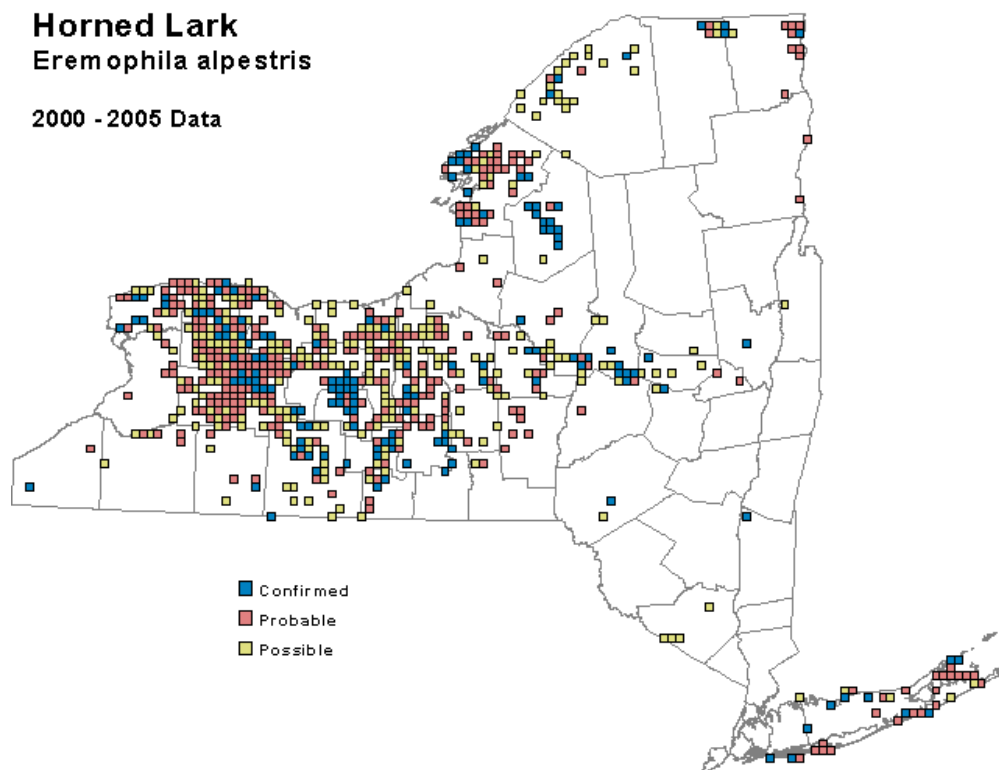 Horned Lark
Eremophila alpestris
2000 - 2005 Data
Confirmed
Probable
Possible